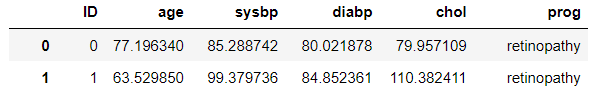 ID age sysbp diabp chol prog
0 0 77.196340 85.288742 80.021878 79.957109 retinopathy
1 1 63.529850 99.379736 84.852361 110.382411 retinopathy